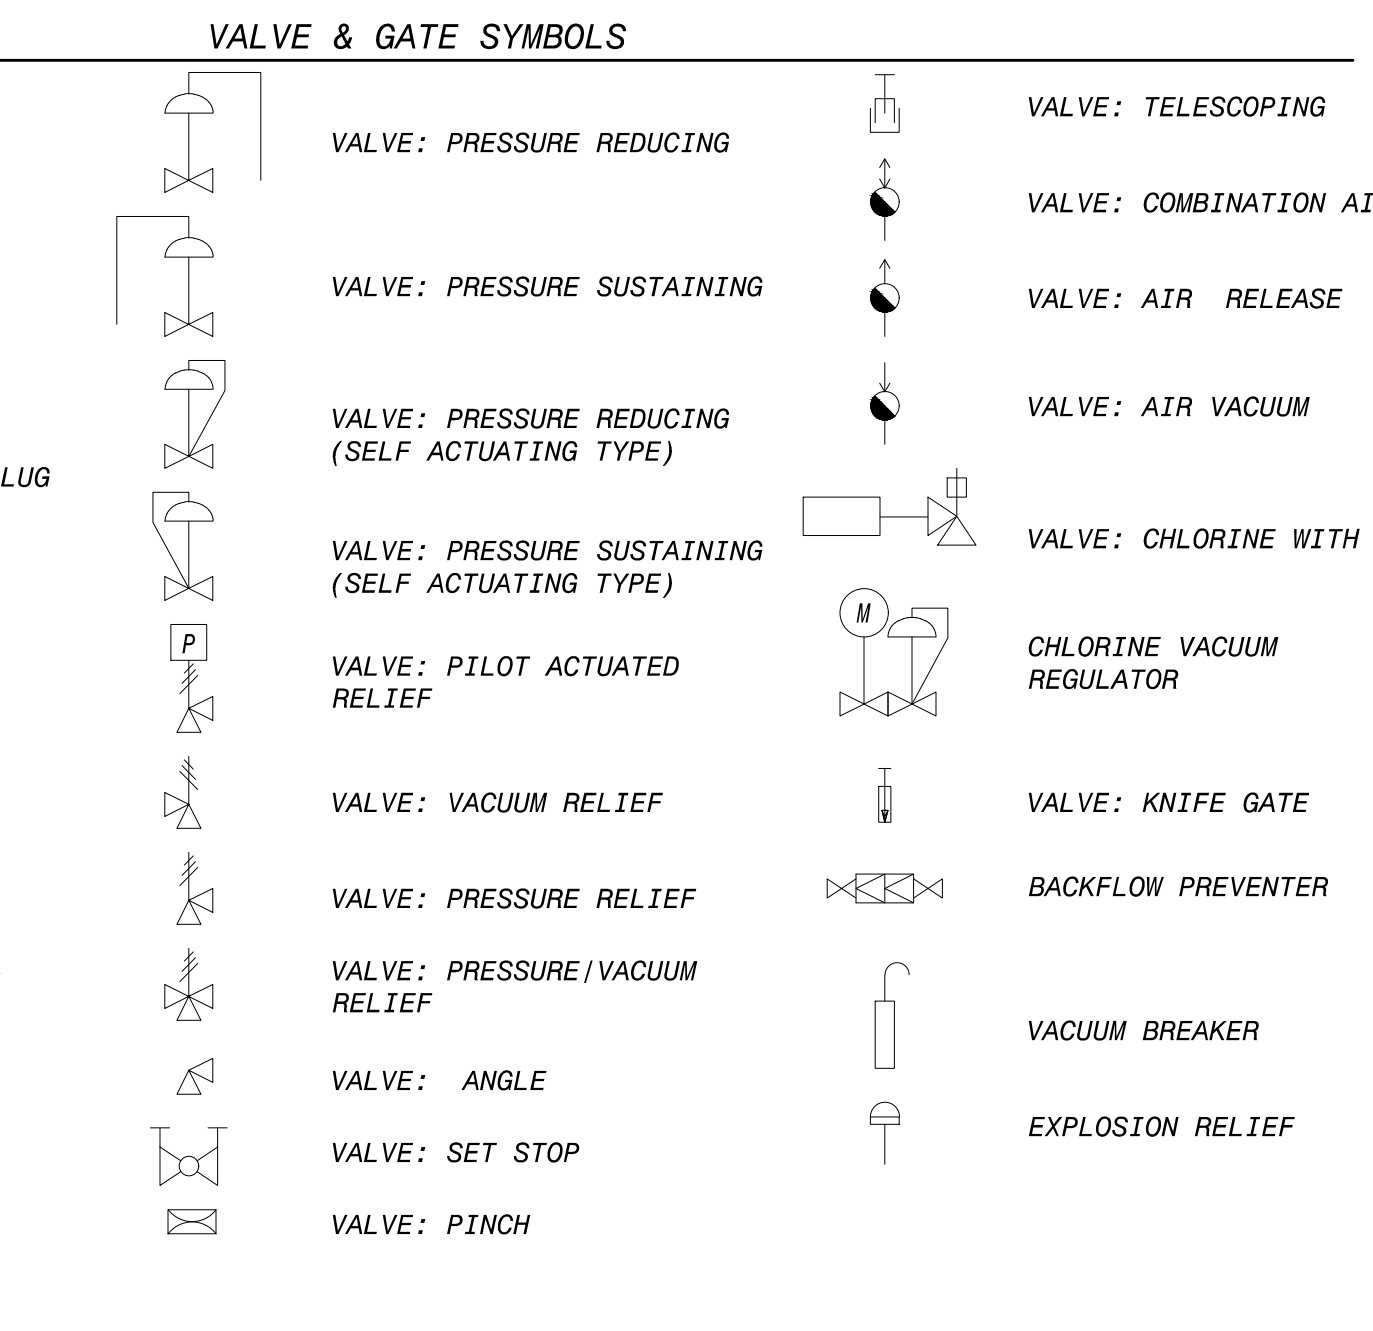 VALVE & GATE SYMBOLS
VALVE: PRESSURE REDUCING
VALVE: PRESSURE SUSTAINING
VALVE: PRESSURE REDUCING
(SELF ACTUATING TYPE)
LUG
VALVE: PRESSURE SUSTAINING
(SELF ACTUATING TYPE)
P
VALVE: PILOT ACTUATED
RELIEF
VALVE: VACUUM RELIEF
VALVE: PRESSURE RELIEF
VALVE: PRESSURE/VACUUM
RELIEF
VALVE: ANGLE
VALVE: SET STOP
VALVE: PINCH
VALVE: TELESCOPING
VALVE: COMBINATION AI
VALVE: AIR RELEASE
VALVE: AIR VACUUM
VALVE: CHLORINE WITH
M
CHLORINE VACUUM
REGULATOR
VALVE: KNIFE GATE
BACKFLOW PREVENTER
VACUUM BREAKER
EXPLOSION RELIEF